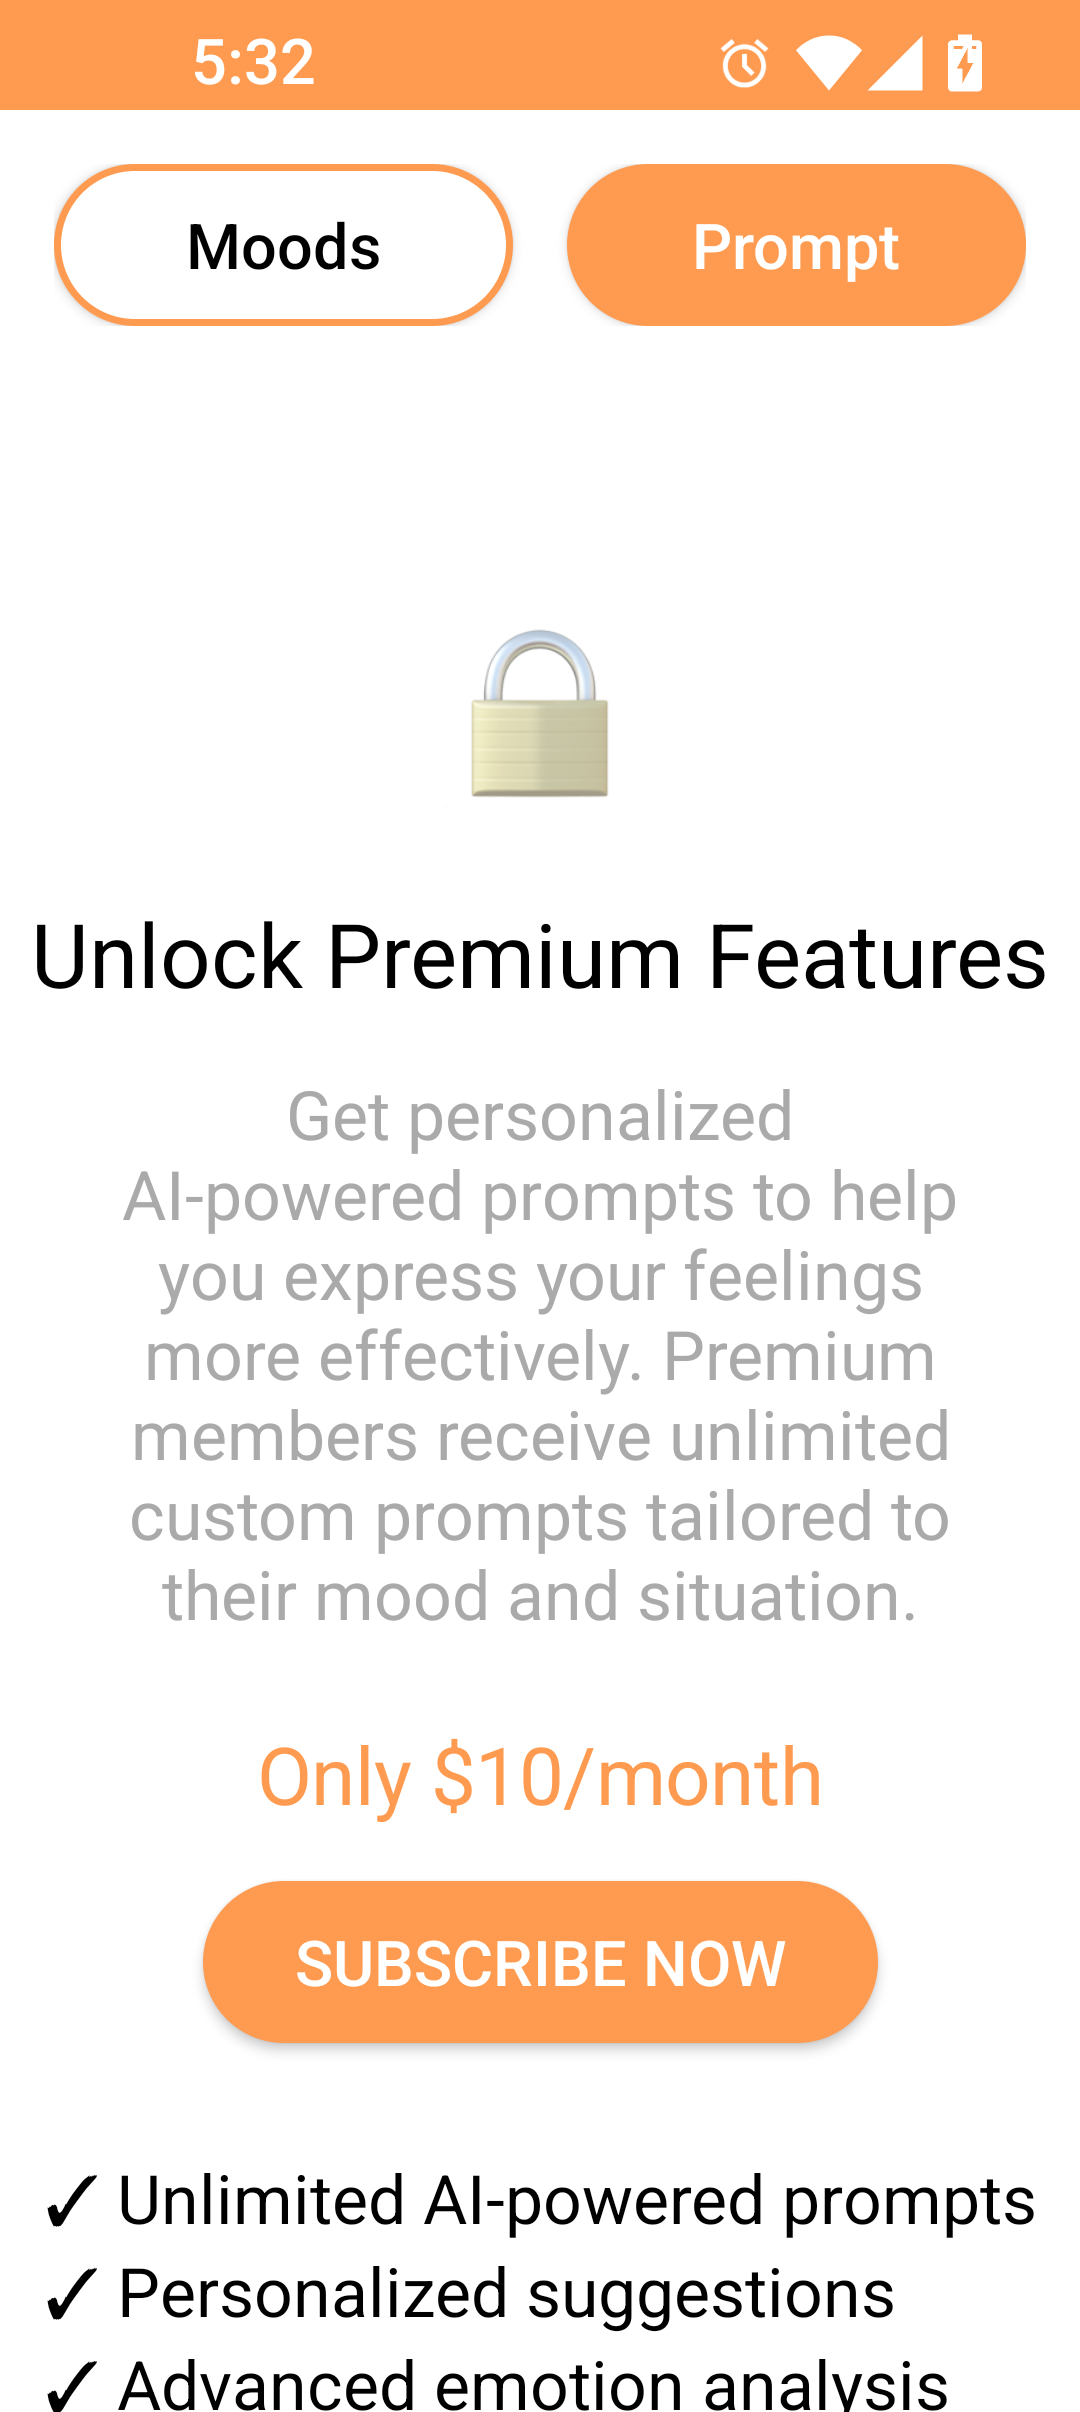 5:32
Moods
Prompt
Unlock Premium Features
Get personalized
AI-powered prompts to help
you express your feelings
more effectively. Premium
members receive unlimited
custom prompts tailored to
their mood and situation.
Only $10/month
SUBSCRIBE NOW
✓ Unlimited AI-powered prompts
✓ Personalized suggestions
✓ Advanced emotion analysis